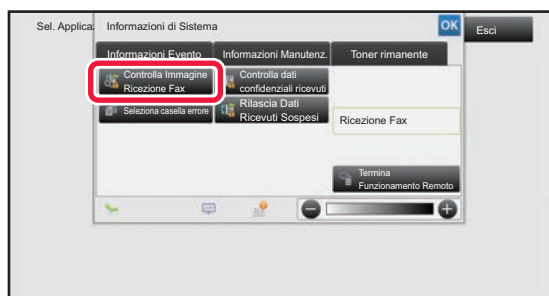 Sel. Applica
Informazioni di Sistema
OK
Esci
Informazioni Evento
Informazioni Manutenz.
Toner rimanente
Controlla Immagine
Ricezione Fax
Controlla dati
confidenziali ricevuti
Seleziona casella errore
Rilascia Dati
Ricevuti Sospesi
Ricezione Fax
Termina
Funzionamento Remoto